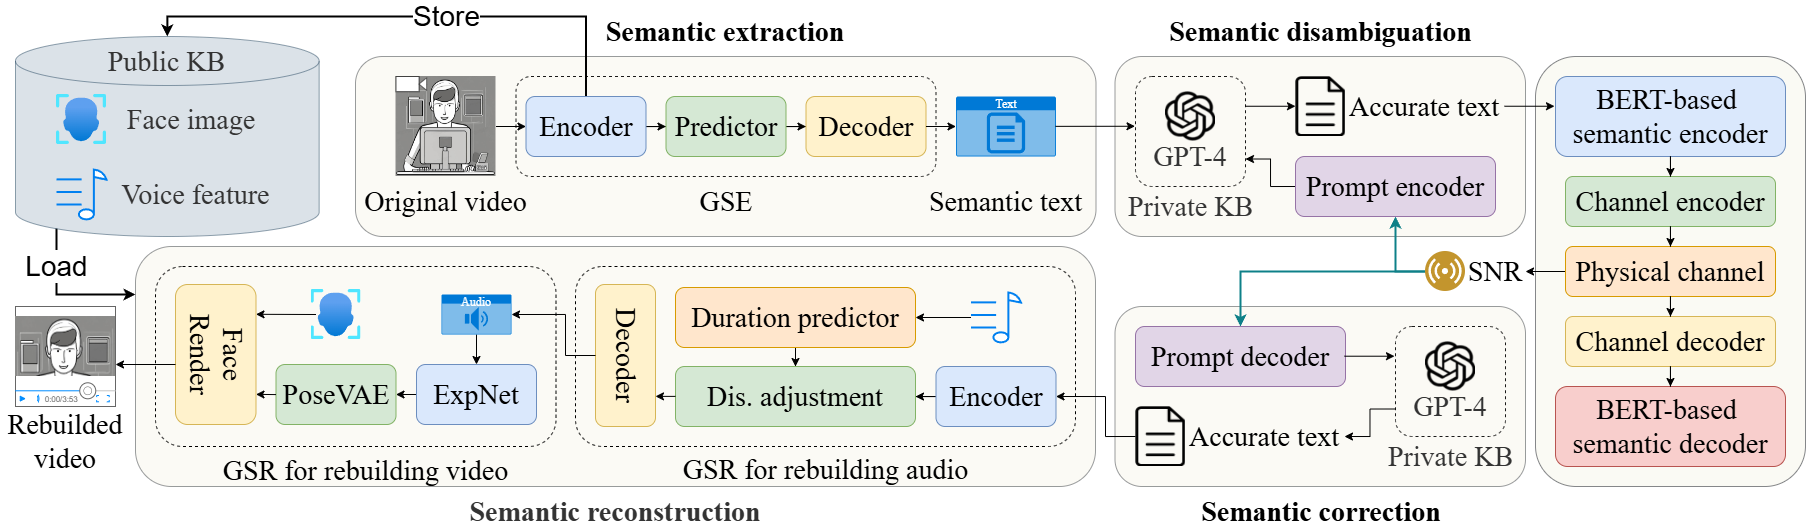 Store
Public KB
Face image
Voice feature
Load
Semantic extraction
Original video
Encoder
Predictor
Decoder
GSE
Text
Semantic text
Semantic disambiguation
GPT-4
Private KB
Accurate text
Prompt encoder
BERT-based
semantic encoder
Channel encoder
Physical channel
Channel decoder
BERT-based
semantic decoder
SNR
Prompt decoder
GPT-4
Private KB
Accurate text
Semantic correction
Encoder
Duration predictor
Dis. adjustment
Decoder
GSR for rebuilding audio
Audio
ExpNet
PoseVAE
Face
Render
GSR for rebuilding video
Semantic reconstruction
0:00/3:53
Rebuilded
video